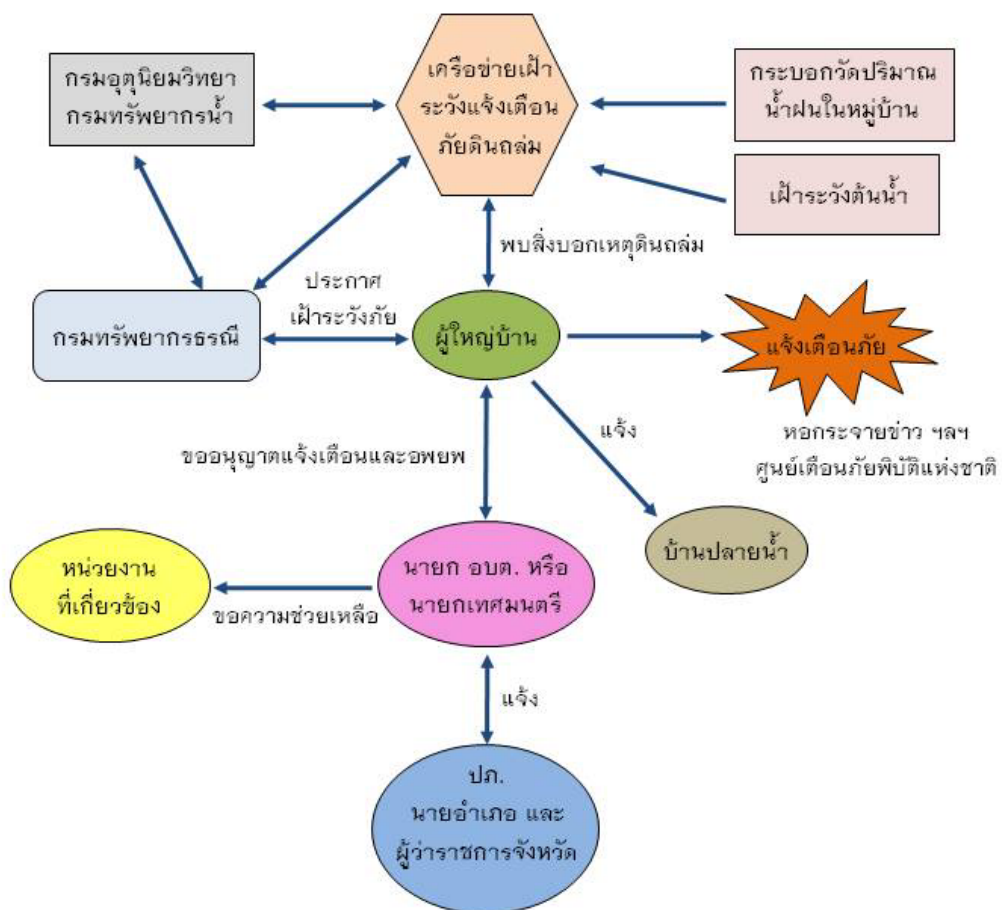 กรมอุตุนิยมวิทยา
กรมทรัพยากรน้ำ
เครือข่ายเฝ้า
ระวังแจ้งเตือน
ภัยดินถล่ม
กระบอกวัดปริมาณ
น้ำฝนในหมู่บ้าน
เฝ้าระวังต้นน้ำ
พบสิ่งบอกเหตุดินถล่ม
ประกาศ
เฝ้าระวังภัย
กรมทรัพยากรธรณี
ผู้ใหญ่บ้าน
แจ้งเตือนภัย
หอกระจายข่าว ฯลฯ
ศูนย์เตือนภัยพิบัติแห่งชาติ
แจ้ง
ขออนุญาตแจ้งเตือนและอพยพ
บ้านปลายน้ำ
หน่วยงาน
ที่เกี่ยวข้อง
ขอความช่วยเหลือ
นายก อบต. หรือ
นายกเทศมนตรี
แจ้ง
ปภ.
นายอำเภอ และ
ผู้ว่าราชการจังหวัด